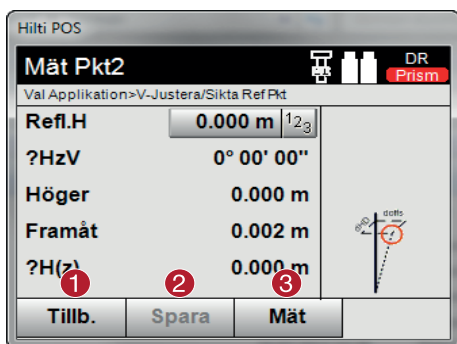 Hilti POS
Mät Pkt2
DR
Prism
Val Applikation>V-Justera/Sikta Ref Pkt
Refl.H 0.000 m 123
?HzV 0° 00' 00"
Höger 0.000 m
Framåt 0.002 m
?H(z) 0.000 m
doffs
1 2 3
Tillb. Spara Mät